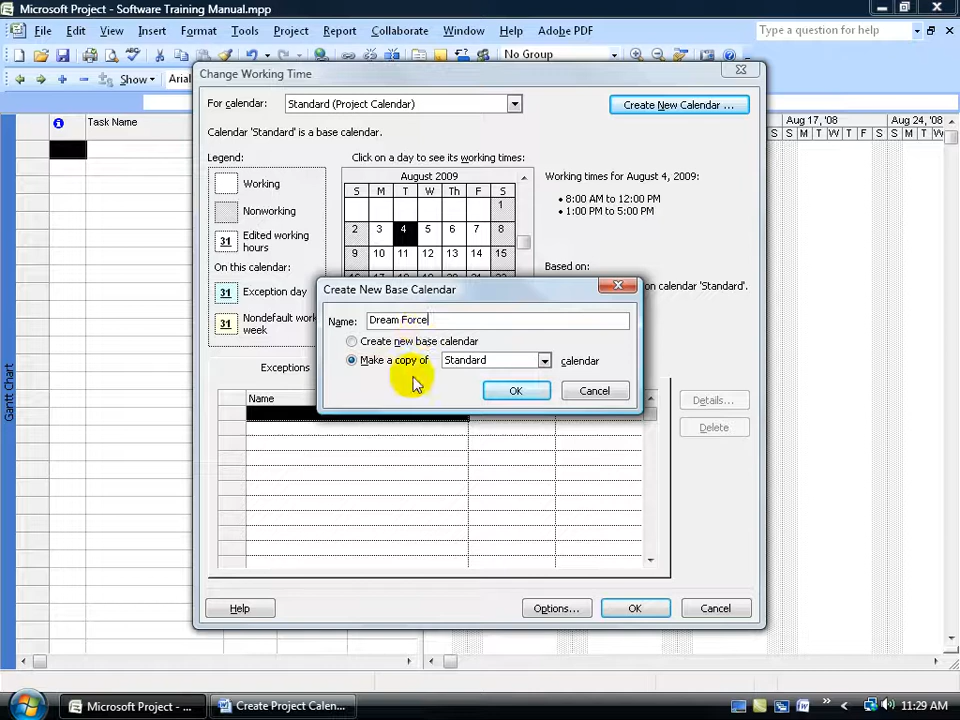 Microsoft Project - Software Training Manual.mpp
File Edit View Insert Format Tools Project Report Collaborate Window Help Adobe PDF
Type a question for help
No Group
Show
Arial
Change Working Time
For calendar: Standard (Project Calendar) Create New Calendar ...
Calendar 'Standard' is a base calendar.
Aug 17, '08 Aug 24, '08
S M T W T F S S M T W
Task Name
Legend:
Working
Nonworking
31 Edited working hours
On this calendar:
31 Exception day
31 Nondefault work week
Click on a day to see its working times:
August 2009
S M T W Th F S
1
2 3 4 5 6 7 8
9 10 11 12 13 14 15
Working times for August 4, 2009:
• 8:00 AM to 12:00 PM
• 1:00 PM to 5:00 PM
Based on:
on calendar 'Standard'.
Create New Base Calendar
Name: Dream Force
Create new base calendar
Make a copy of Standard calendar
OK Cancel
Exceptions
Name
Details...
Delete
Gantt Chart
Help Options... OK Cancel
Microsoft Project - ... Create Project Calen... 11:29 AM